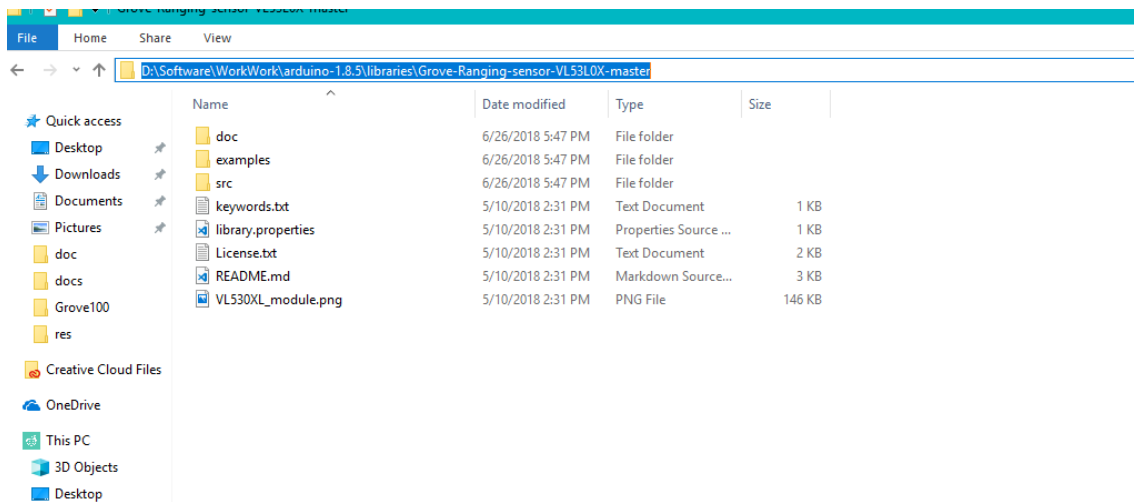 Grove-Ranging-sensor-VL53L0X-master
File Home Share View
D:\Software\WorkWork\arduino-1.8.5\libraries\Grove-Ranging-sensor-VL53L0X-master
Name Date modified Type Size
Quick access
Desktop
Downloads
Documents
Pictures
doc
docs
Grove100
res
Creative Cloud Files
OneDrive
This PC
3D Objects
Desktop
doc 6/26/2018 5:47 PM File folder
examples 6/26/2018 5:47 PM File folder
src 6/26/2018 5:47 PM File folder
keywords.txt 5/10/2018 2:31 PM Text Document 1 KB
library.properties 5/10/2018 2:31 PM Properties Source ... 1 KB
License.txt 5/10/2018 2:31 PM Text Document 2 KB
README.md 5/10/2018 2:31 PM Markdown Source... 3 KB
VL530XL_module.png 5/10/2018 2:31 PM PNG File 146 KB